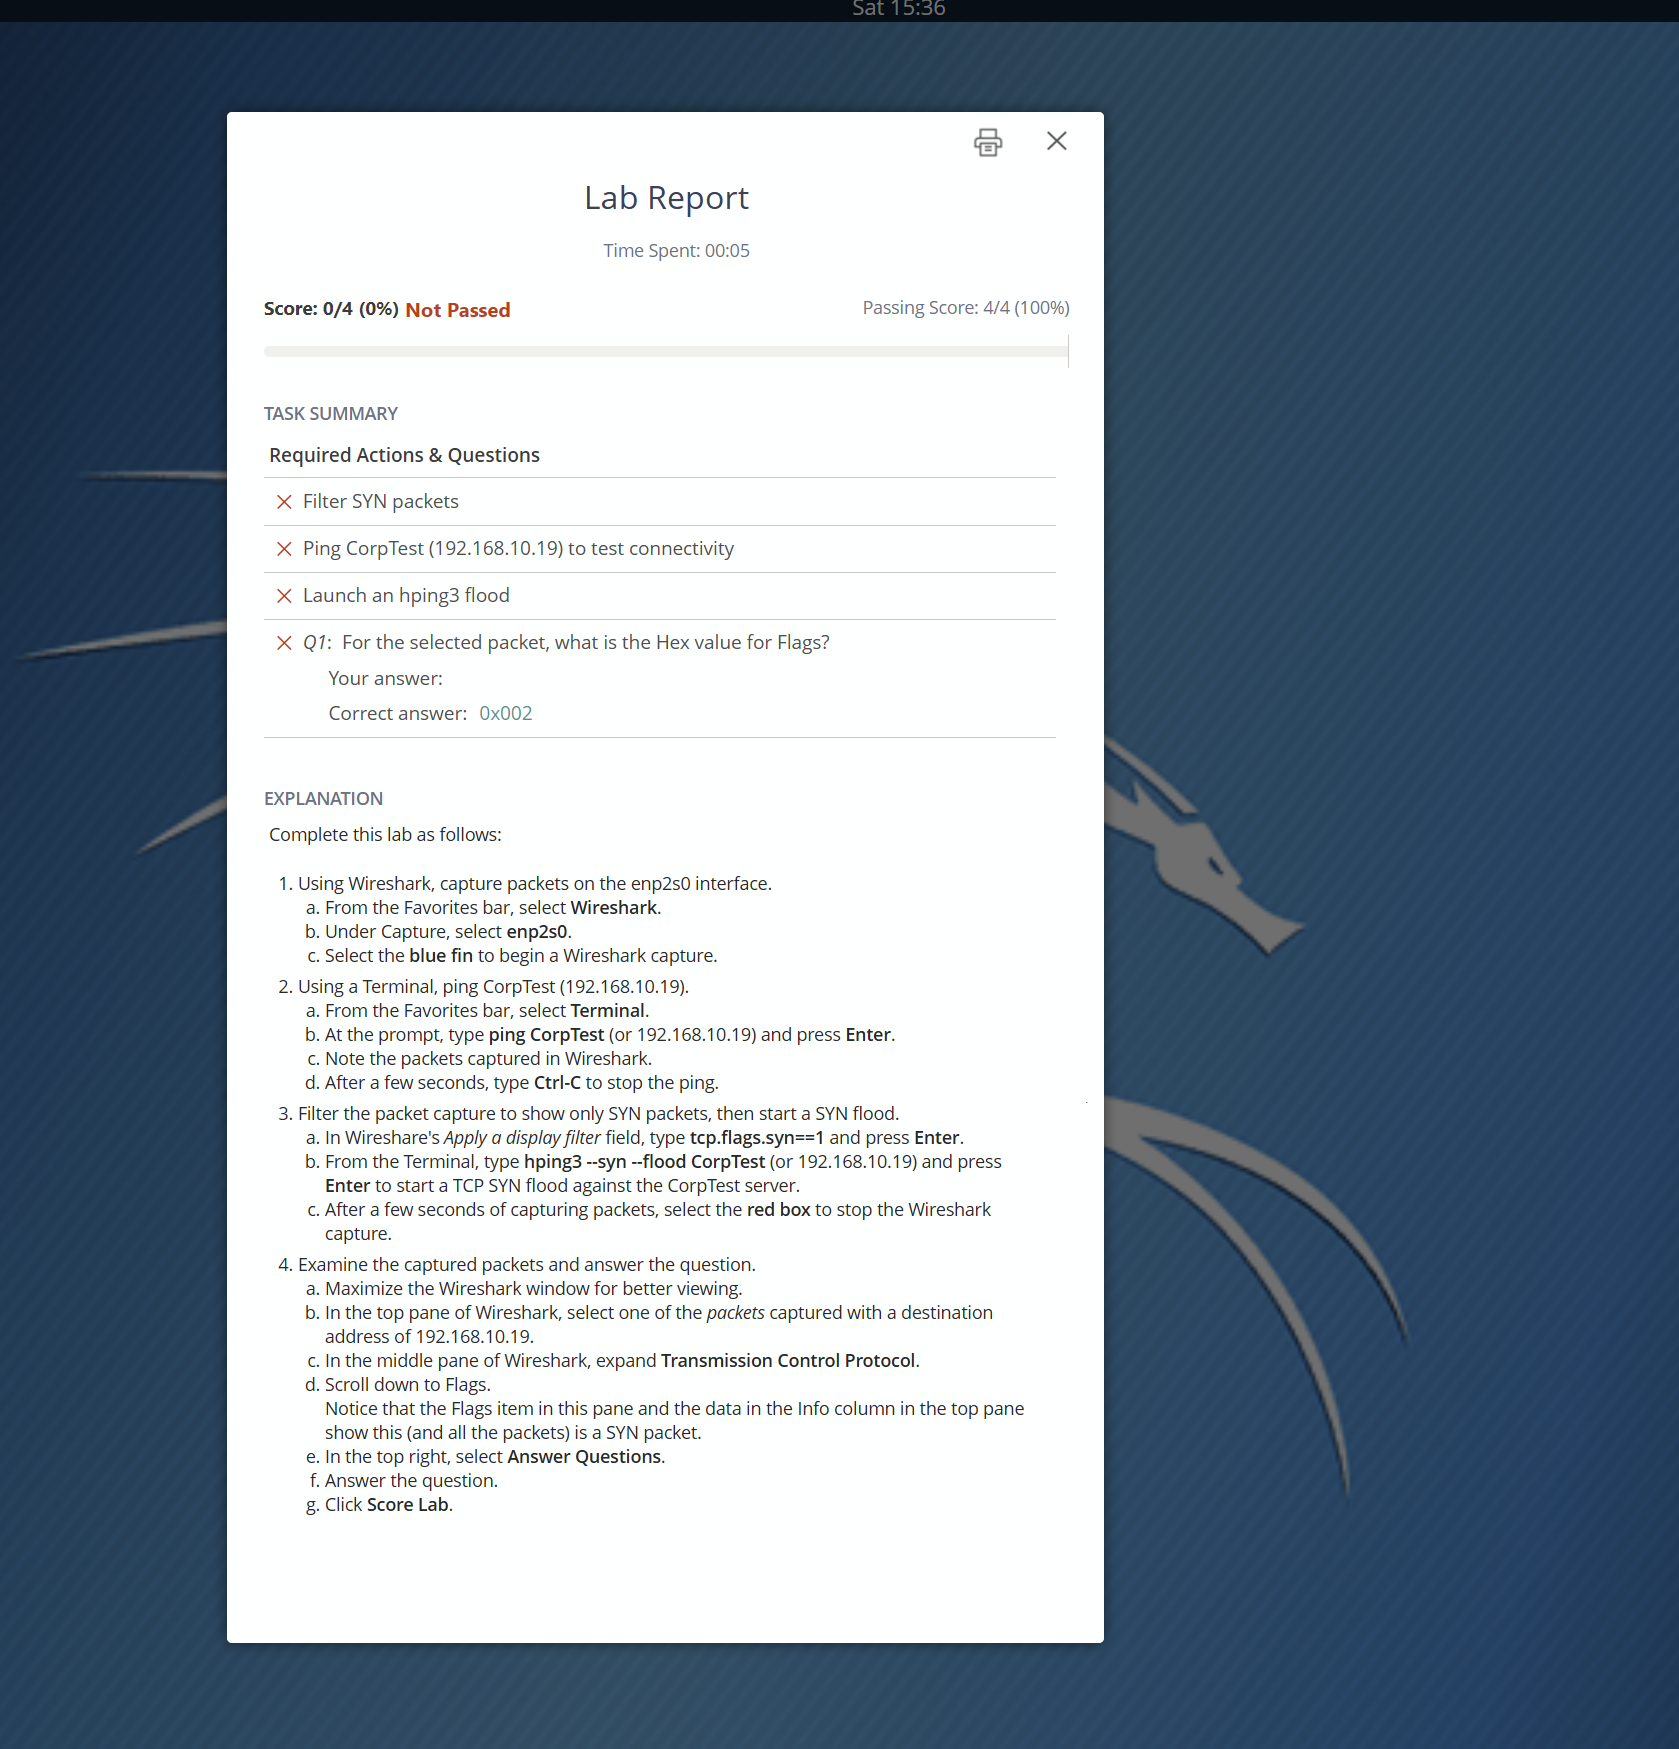 Sat 15:36
Lab Report
Time Spent: 00:05
Score: 0/4 (0%) Not Passed
Passing Score: 4/4 (100%)
TASK SUMMARY
Required Actions & Questions
Filter SYN packets
Ping CorpTest (192.168.10.19) to test connectivity
Launch an hping3 flood
Q1: For the selected packet, what is the Hex value for Flags?
Your answer:
Correct answer: 0x002
EXPLANATION
Complete this lab as follows:
1. Using Wireshark, capture packets on the enp2s0 interface.
a. From the Favorites bar, select Wireshark.
b. Under Capture, select enp2s0.
c. Select the blue fin to begin a Wireshark capture.
2. Using a Terminal, ping CorpTest (192.168.10.19).
a. From the Favorites bar, select Terminal.
b. At the prompt, type ping CorpTest (or 192.168.10.19) and press Enter.
c. Note the packets captured in Wireshark.
d. After a few seconds, type Ctrl-C to stop the ping.
3. Filter the packet capture to show only SYN packets, then start a SYN flood.
a. In Wireshare's Apply a display filter field, type tcp.flags.syn==1 and press Enter.
b. From the Terminal, type hping3 --syn --flood CorpTest (or 192.168.10.19) and press
Enter to start a TCP SYN flood against the CorpTest server.
c. After a few seconds of capturing packets, select the red box to stop the Wireshark
capture.
4. Examine the captured packets and answer the question.
a. Maximize the Wireshark window for better viewing.
b. In the top pane of Wireshark, select one of the packets captured with a destination
address of 192.168.10.19.
c. In the middle pane of Wireshark, expand Transmission Control Protocol.
d. Scroll down to Flags.
Notice that the Flags item in this pane and the data in the Info column in the top pane
show this (and all the packets) is a SYN packet.
e. In the top right, select Answer Questions.
f. Answer the question.
g. Click Score Lab.